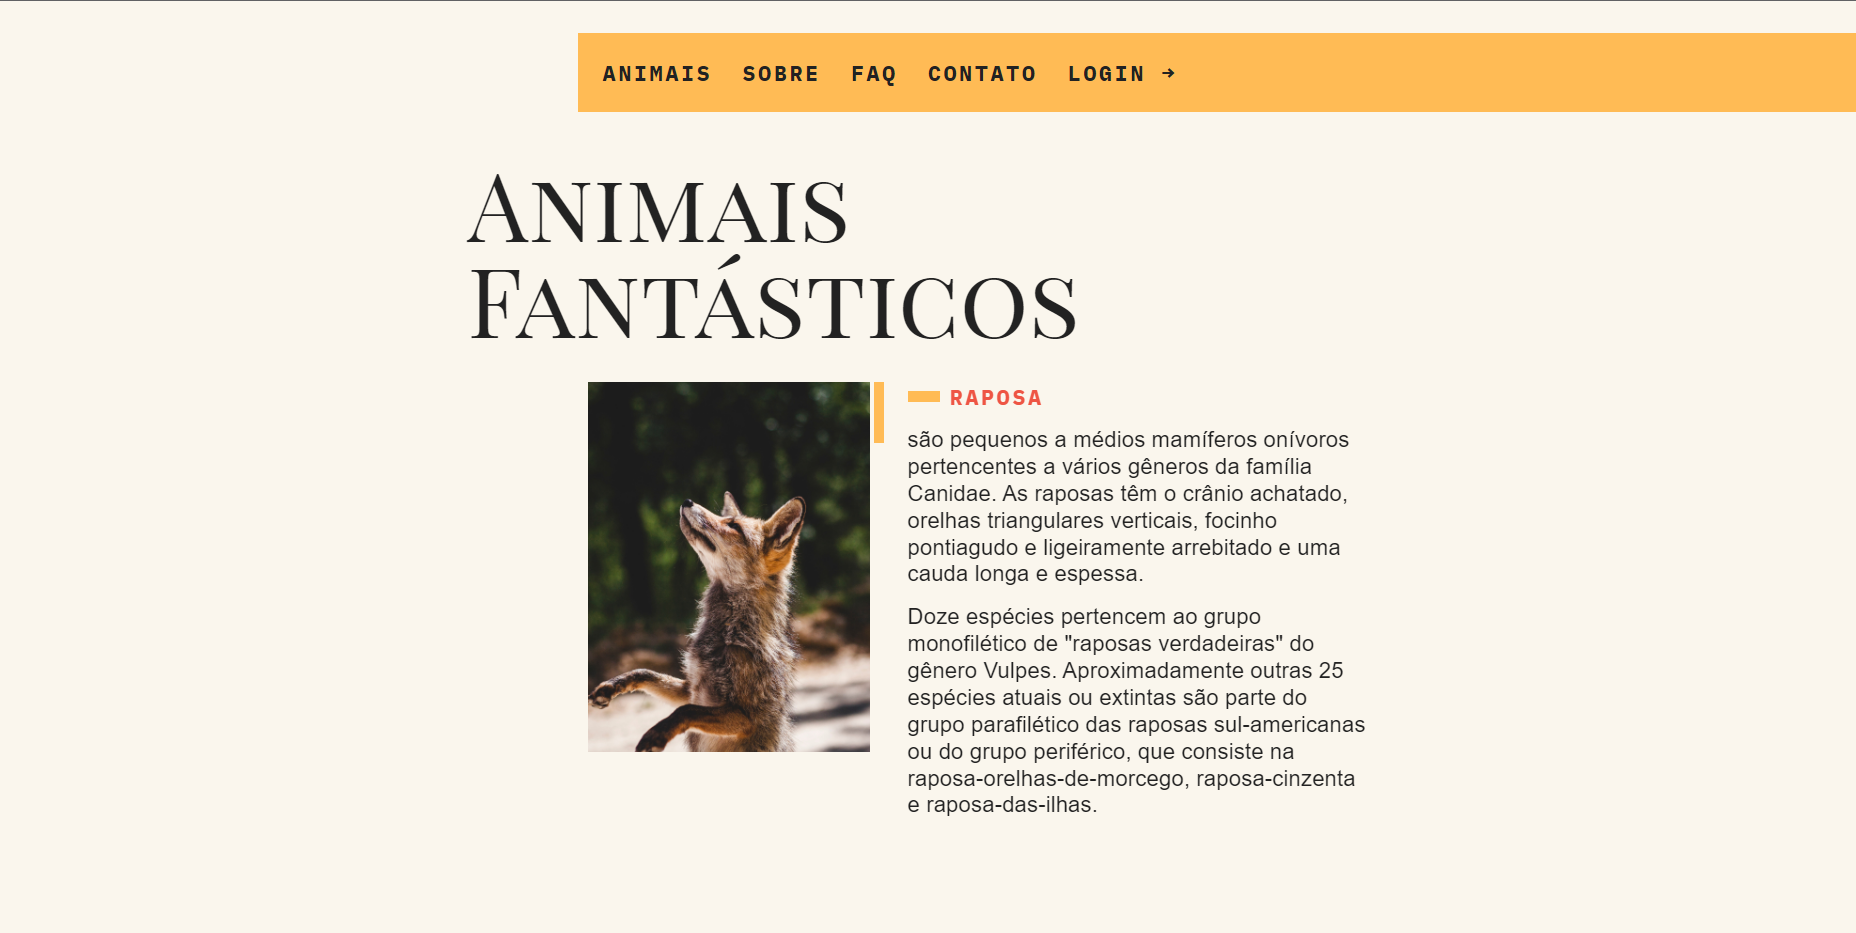 ANIMAIS SOBRE FAQ CONTATO LOGIN →
ANIMAIS
FANTÁSTICOS
RAPOSA
são pequenos a médios mamíferos onívoros
pertencentes a vários gêneros da família
Canidae. As raposas têm o crânio achatado,
orelhas triangulares verticais, focinho
pontiagudo e ligeiramente arrebitado e uma
cauda longa e espessa.
Doze espécies pertencem ao grupo
monofilético de "raposas verdadeiras" do
gênero Vulpes. Aproximadamente outras 25
espécies atuais ou extintas são parte do
grupo parafilético das raposas sul-americanas
ou do grupo periférico, que consiste na
raposa-orelhas-de-morcego, raposa-cinzenta
e raposa-das-ilhas.